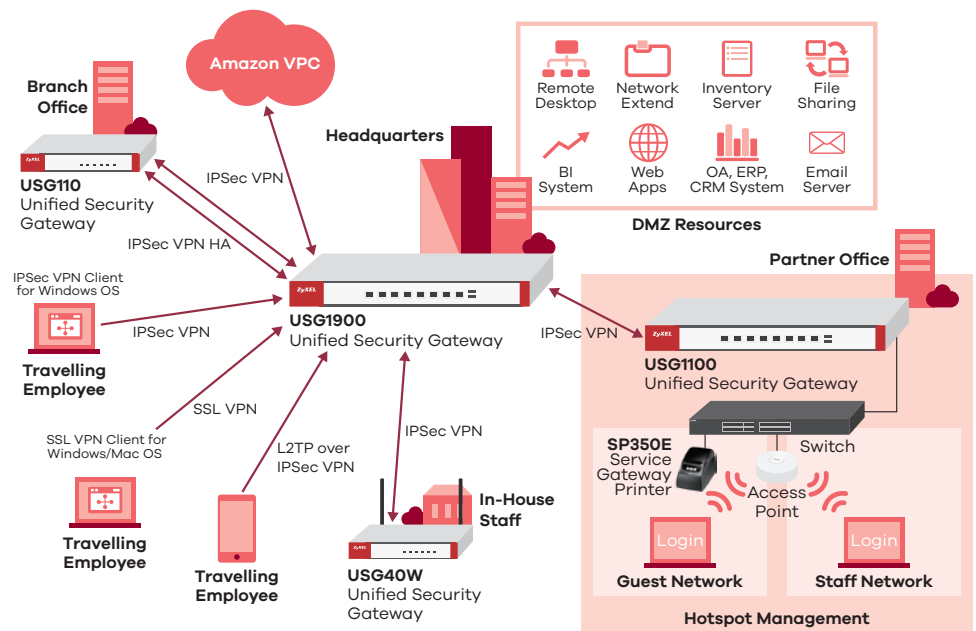 Amazon VPC
Branch
Office
ZyXEL
USG110
Unified Security
Gateway
IPSec VPN
IPSec VPN HA
Headquarters
Remote
Desktop
Network
Extend
Inventory
Server
File
Sharing
BI
System
Web
Apps
OA, ERP,
CRM System
Email
Server
DMZ Resources
IPSec VPN Client
for Windows OS
IPSec VPN
Travelling
Employee
ZyXEL
USG1900
Unified Security Gateway
IPSec VPN
Partner Office
ZyXEL
USG1100
Unified Security Gateway
SSL VPN
SSL VPN Client for
Windows/Mac OS
Travelling
Employee
L2TP over
IPSec VPN
Travelling
Employee
IPSec VPN
In-House
Staff
ZyXEL
USG40W
Unified Security
Gateway
Switch
SP350E
Service
Gateway
Printer
Access
Point
Login
Guest Network
Login
Staff Network
Hotspot Management